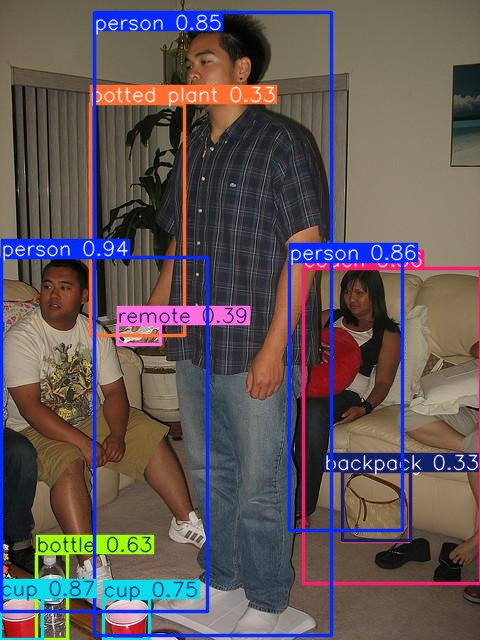 person 0.85
potted plant 0.33
person 0.94
person 0.86
remote 0.39
backpack 0.33
bottle 0.63
cup 0.87
cup 0.75